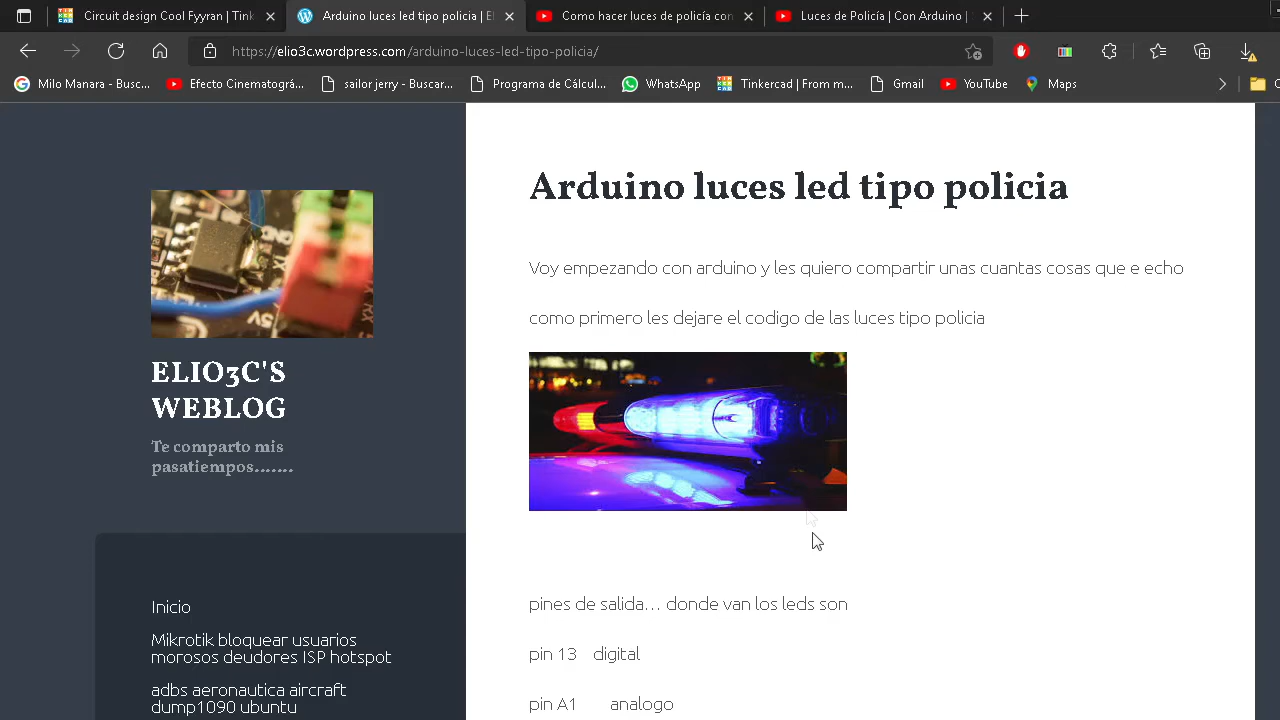 Circuit design Cool Fyyran | Tink
Arduino luces led tipo policia | E
Como hacer luces de policía con
Luces de Policía | Con Arduino |
https://elio3c.wordpress.com/arduino-luces-led-tipo-policia/
Milo Manara - Busc...
Efecto Cinematográ...
sailor jerry - Buscar...
Programa de Cálcul...
WhatsApp
Tinkercad | From m...
Gmail
YouTube
Maps
Arduino luces led tipo policia
Voy empezando con arduino y les quiero compartir unas cuantas cosas que e echo
como primero les dejare el codigo de las luces tipo policia
ELIO3C'S
WEBLOG
Te comparto mis
pasatiempos.......
Inicio
Mikrotik bloquear usuarios
morosos deudores ISP hotspot
adbs aeronautica aircraft
dump1090 ubuntu
pines de salida... donde van los leds son
pin 13 digital
pin A1 analogo